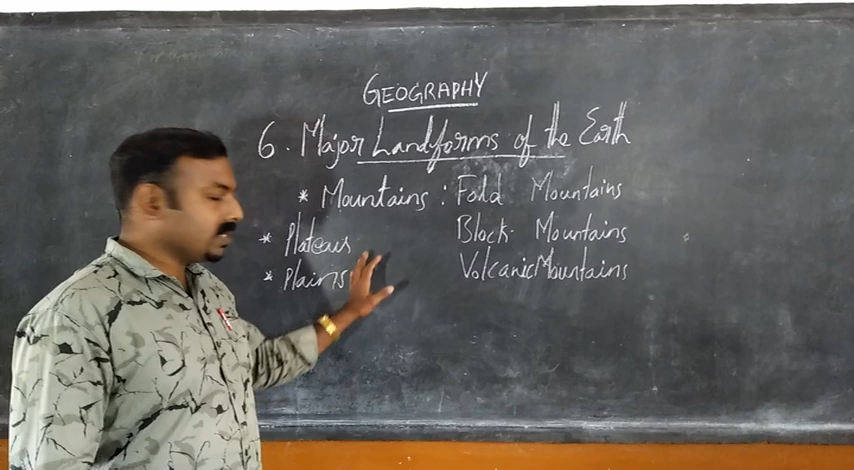 GEOGRAPHY
6. Major Landforms of the Earth
* Mountains : Fold Mountains
* Plateaus Block Mountains
* Plains Volcanic Mountains